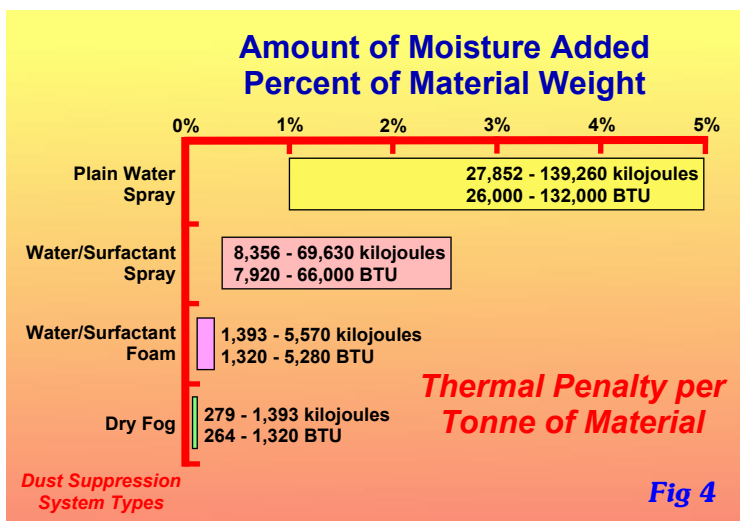 Amount of Moisture Added
Percent of Material Weight
0% 1% 2% 3% 4% 5%
Plain Water
Spray
27,852 - 139,260 kilojoules
26,000 - 132,000 BTU
Water/Surfactant
Spray
8,356 - 69,630 kilojoules
7,920 - 66,000 BTU
Water/Surfactant
Foam
1,393 - 5,570 kilojoules
1,320 - 5,280 BTU
Dry Fog
279 - 1,393 kilojoules
264 - 1,320 BTU
Thermal Penalty per
Tonne of Material
Dust Suppression
System Types
Fig 4